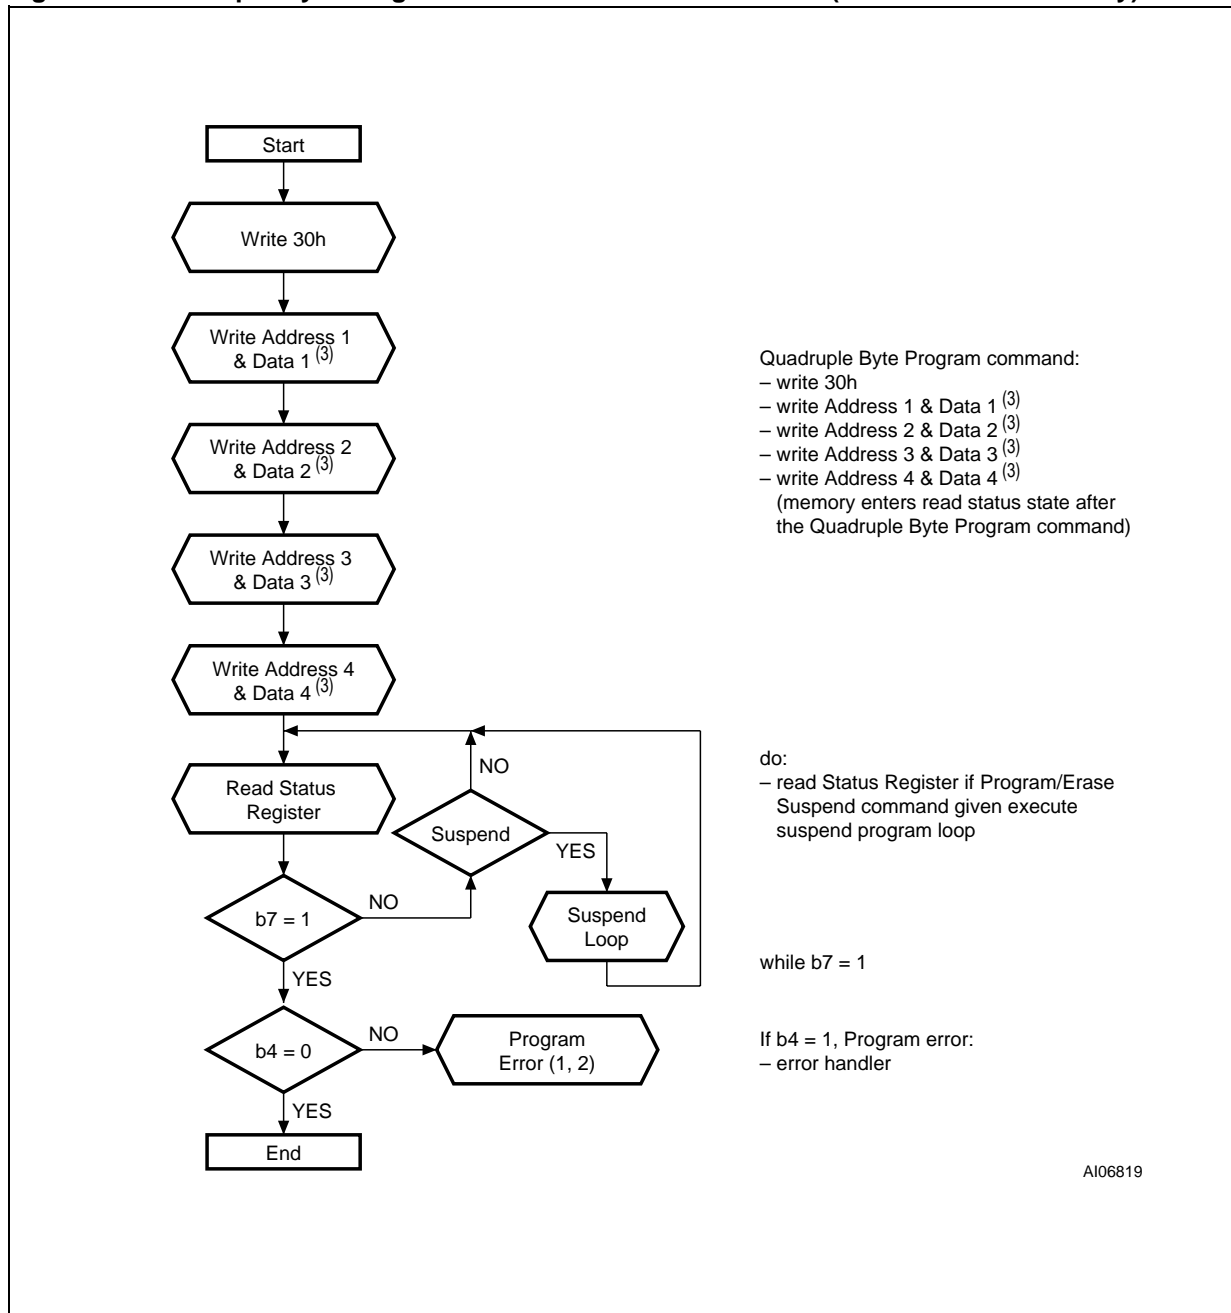 Start
Write 30h
Write Address 1
& Data 1 (3)
Write Address 2
& Data 2 (3)
Write Address 3
& Data 3 (3)
Write Address 4
& Data 4 (3)
Read Status
Register
NO
Suspend
YES
Suspend
Loop
b7 = 1
NO
YES
b4 = 0
NO
Program
Error (1, 2)
YES
End
Quadruple Byte Program command:
– write 30h
– write Address 1 & Data 1 (3)
– write Address 2 & Data 2 (3)
– write Address 3 & Data 3 (3)
– write Address 4 & Data 4 (3)
(memory enters read status state after
the Quadruple Byte Program command)
do:
– read Status Register if Program/Erase
Suspend command given execute
suspend program loop
while b7 = 1
If b4 = 1, Program error:
– error handler
AI06819